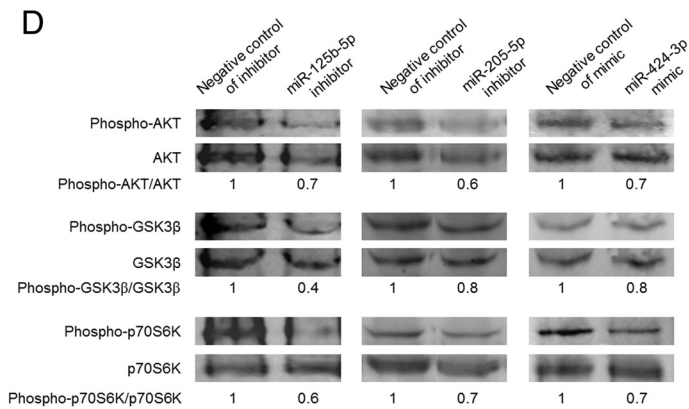 D
Negative control
of inhibitor
miR-125b-5p
inhibitor
Negative control
of inhibitor
miR-205-5p
inhibitor
Negative control
of mimic
miR-424-3p
mimic
Phospho-AKT
AKT
Phospho-AKT/AKT 1 0.7 1 0.6 1 0.7
Phospho-GSK3β
GSK3β
Phospho-GSK3β/GSK3β 1 0.4 1 0.8 1 0.8
Phospho-p70S6K
p70S6K
Phospho-p70S6K/p70S6K 1 0.6 1 0.7 1 0.7